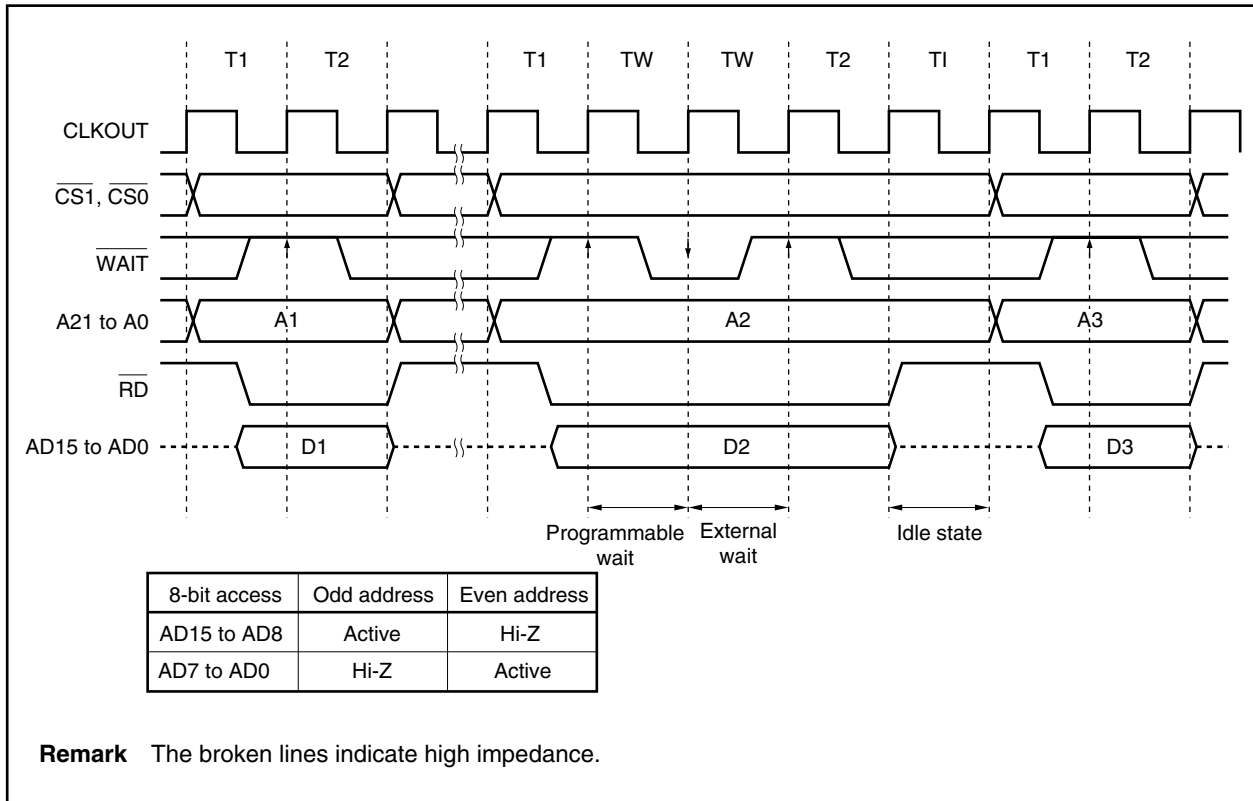 T1 T2 T1 TW TW T2 TI T1 T2
CLKOUT
CS1, CS0
WAIT
A21 to A0 A1 A2 A3
RD
AD15 to AD0 D1 D2 D3
Programmable wait External wait Idle state
8-bit access Odd address Even address
AD15 to AD8 Active Hi-Z
AD7 to AD0 Hi-Z Active
Remark The broken lines indicate high impedance.